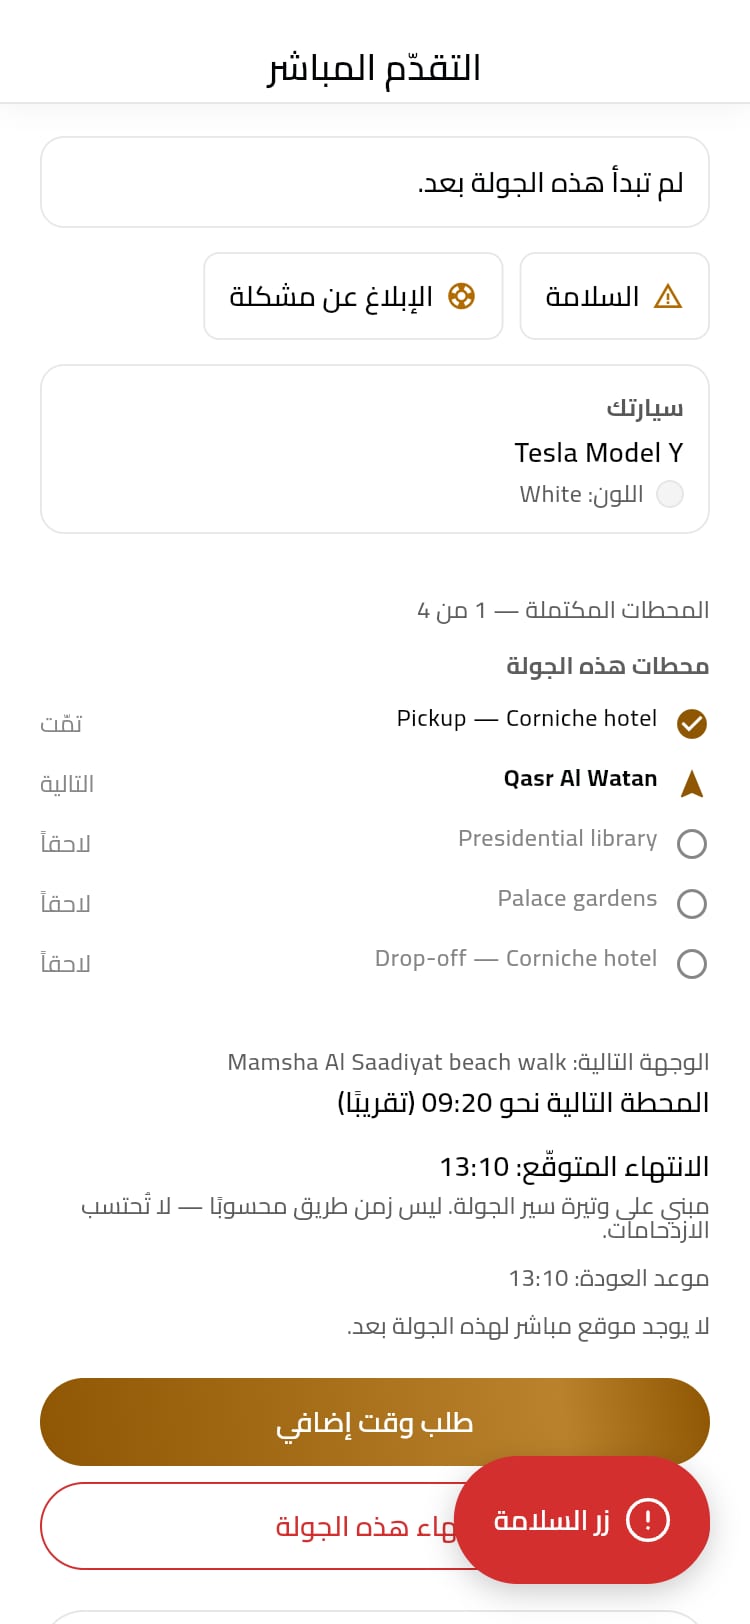 التقدّم المباشر
لم تبدأ هذه الجولة بعد.
السلامة
الإبلاغ عن مشكلة
سيارتك
Tesla Model Y
اللون: White
المحطات المكتملة — 1 من 4
محطات هذه الجولة
Pickup — Corniche hotel تمّت
Qasr Al Watan التالية
Presidential library لاحقاً
Palace gardens لاحقاً
Drop-off — Corniche hotel لاحقاً
الوجهة التالية: Mamsha Al Saadiyat beach walk
المحطة التالية نحو 09:20 (تقريبًا)
الانتهاء المتوقّع: 13:10
مبني على وتيرة سير الجولة. ليس زمن طريق محسوبًا — لا تُحتسب
الازدحامات.
موعد العودة: 13:10
لا يوجد موقع مباشر لهذه الجولة بعد.
طلب وقت إضافي
هذه الجولة
زر السلامة